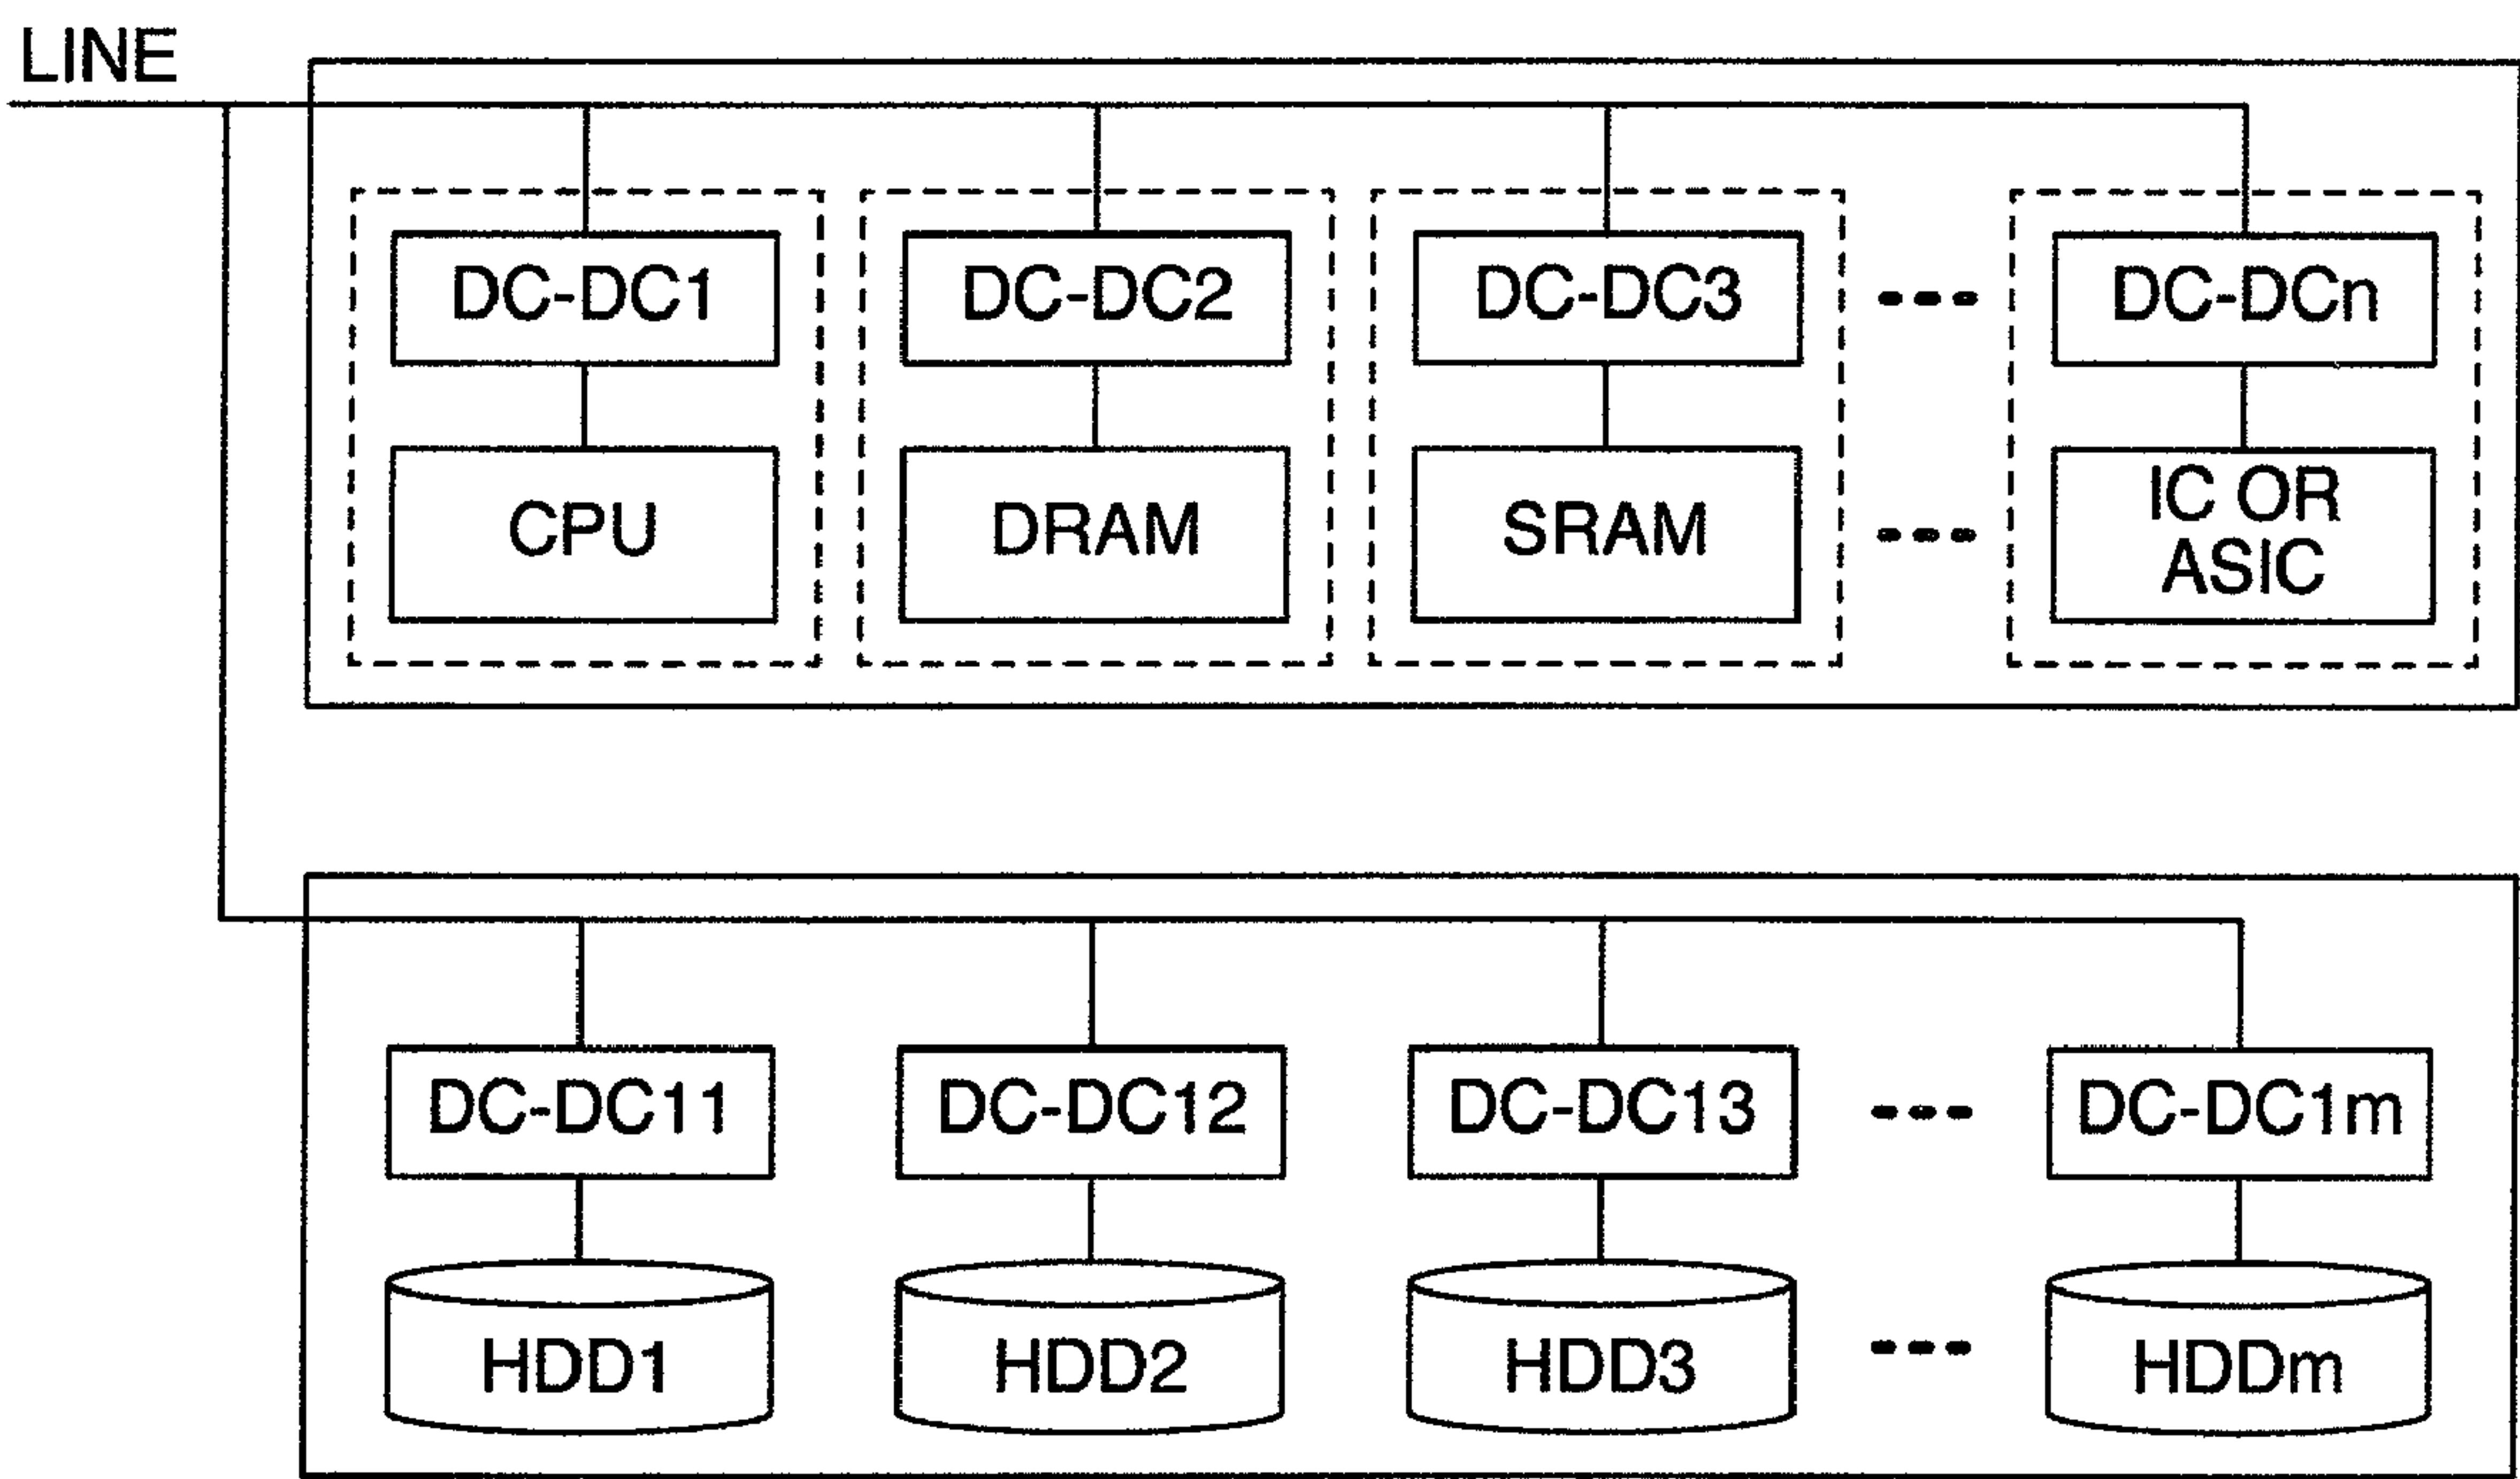 LINE
DC-DC1 DC-DC2 DC-DC3 DC-DCn
CPU DRAM SRAM IC OR
ASIC
DC-DC11 DC-DC12 DC-DC13 DC-DC1m
HDD1 HDD2 HDD3 HDDm